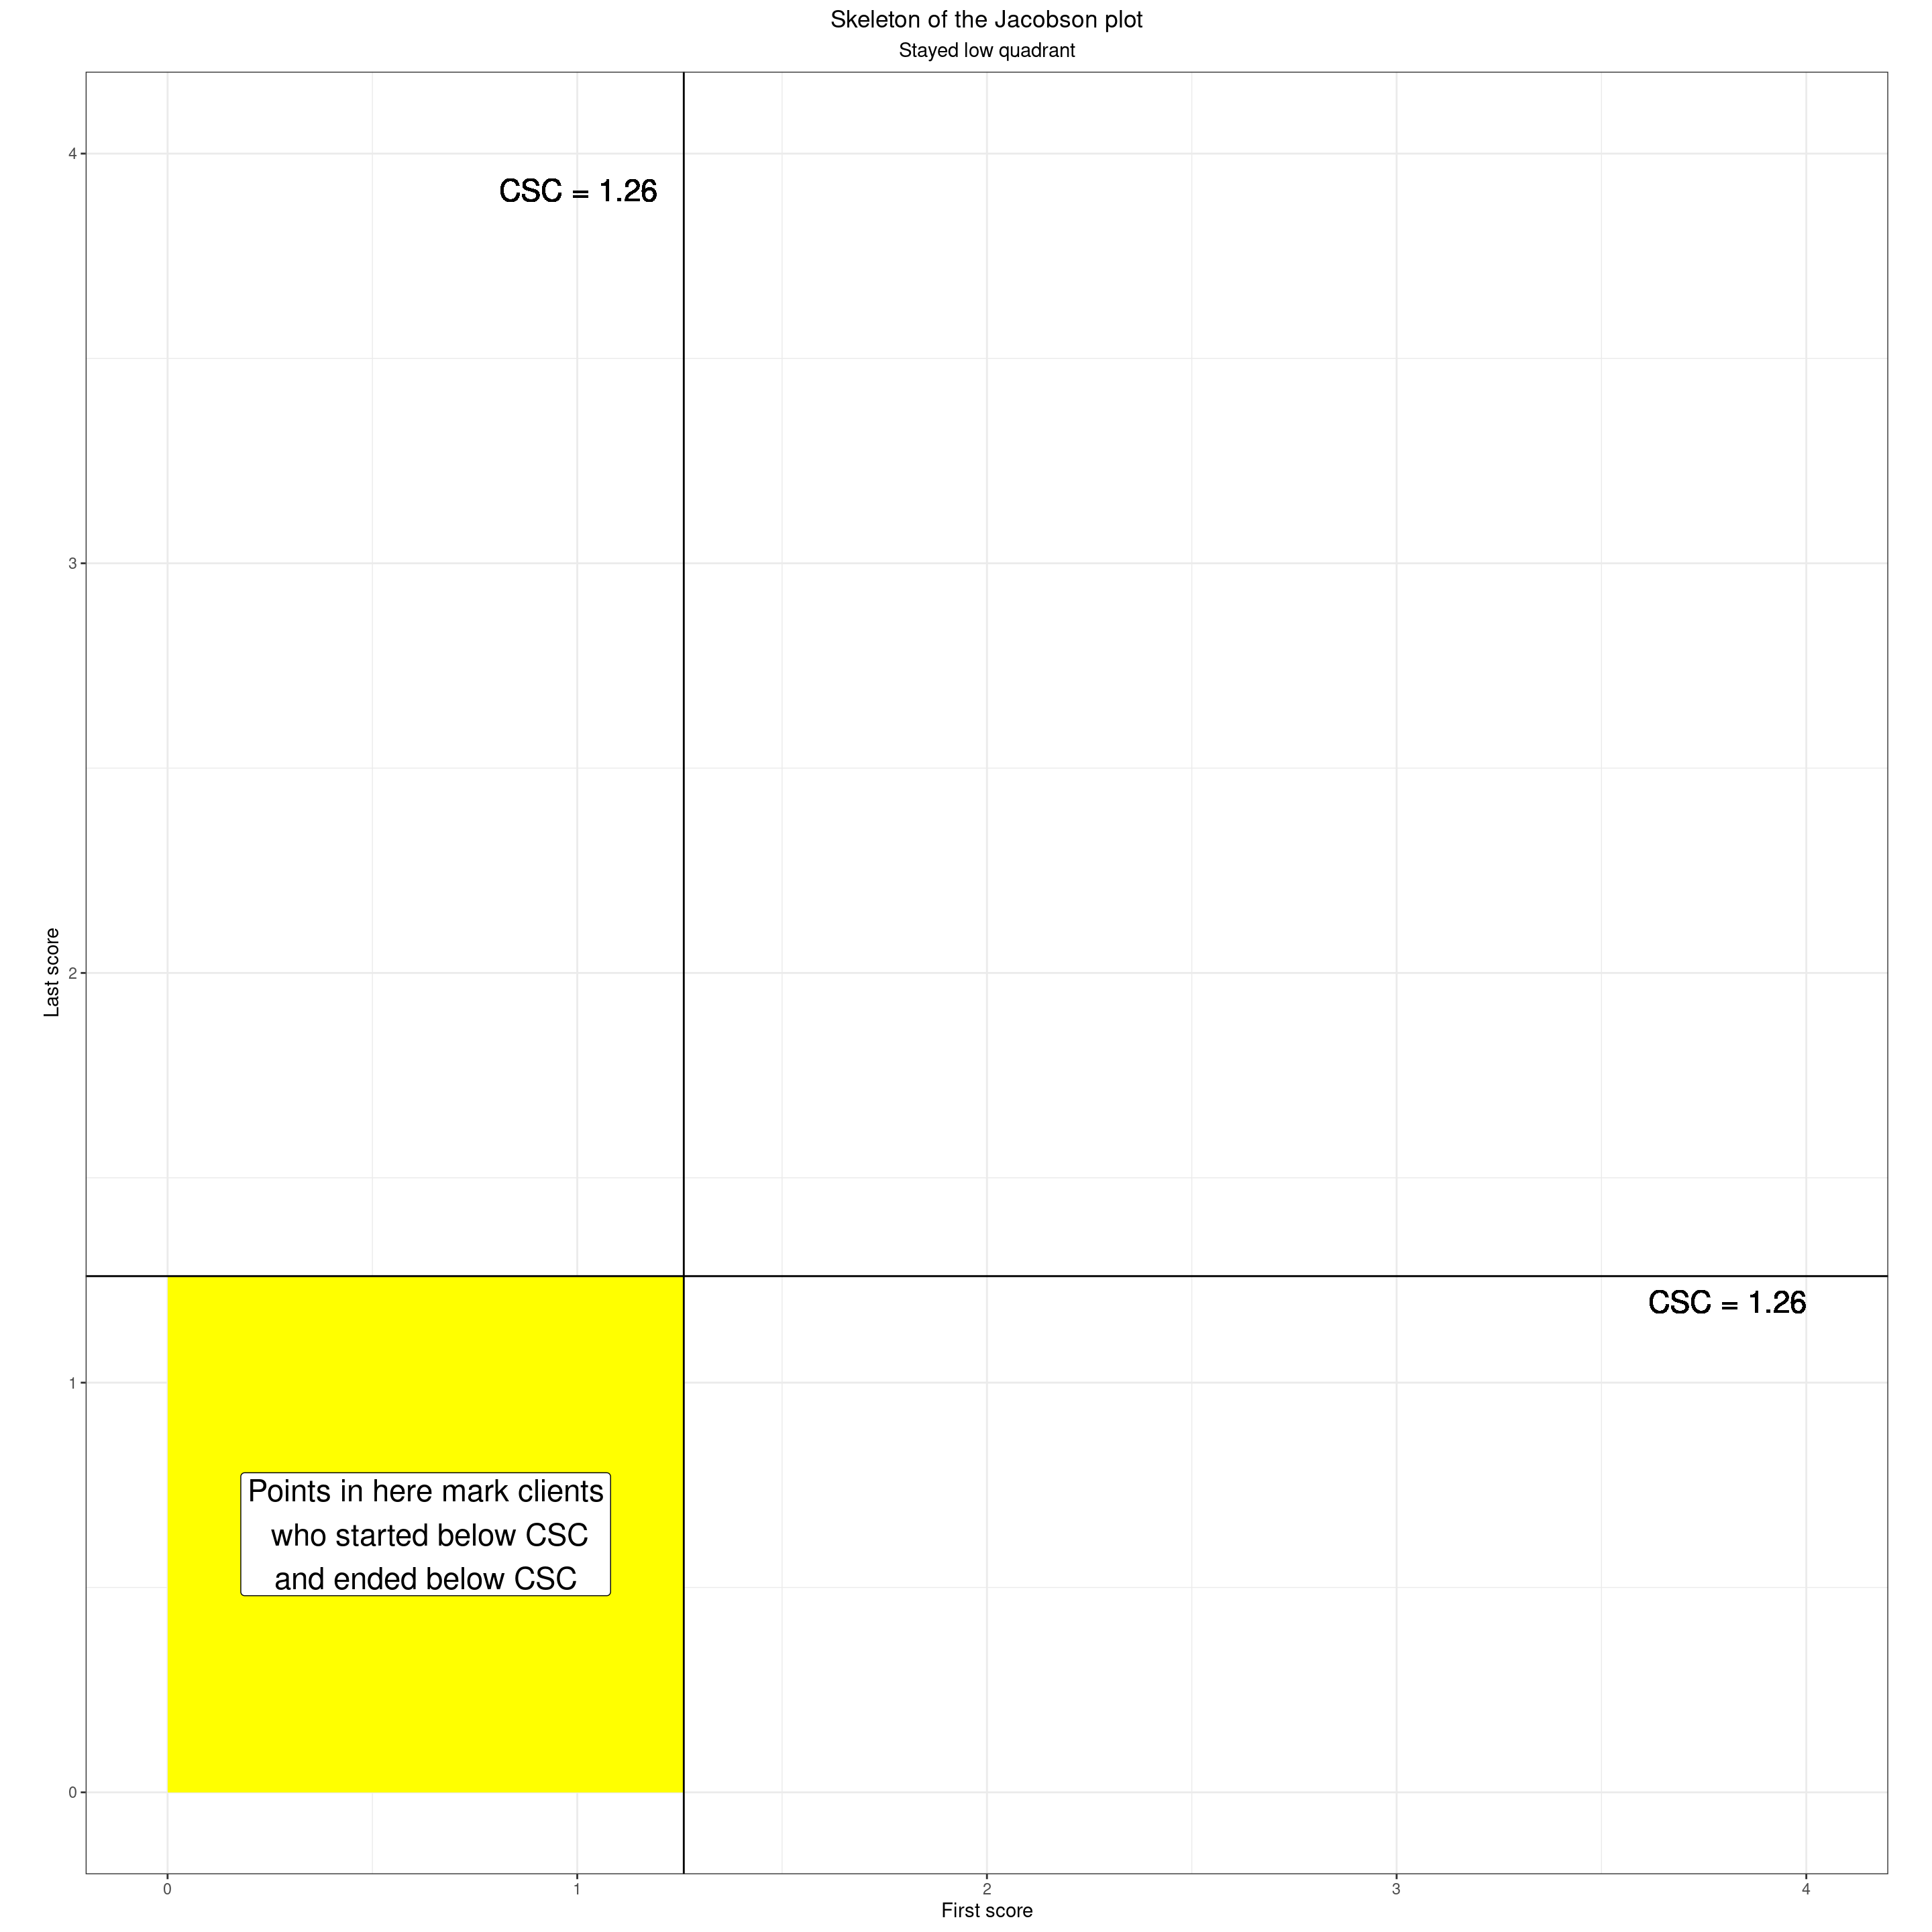 Skeleton of the Jacobson plot
Stayed low quadrant
4
CSC = 1.26
3
Last score
2
CSC = 1.26
1
Points in here mark clients
who started below CSC
and ended below CSC
0
0 1 2 3 4
First score